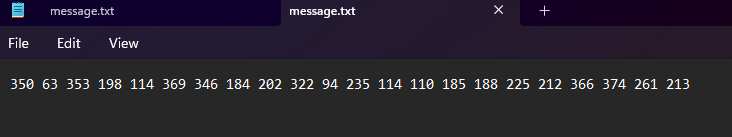 message.txt message.txt
File Edit View
350 63 353 198 114 369 346 184 202 322 94 235 114 110 185 188 225 212 366 374 261 213